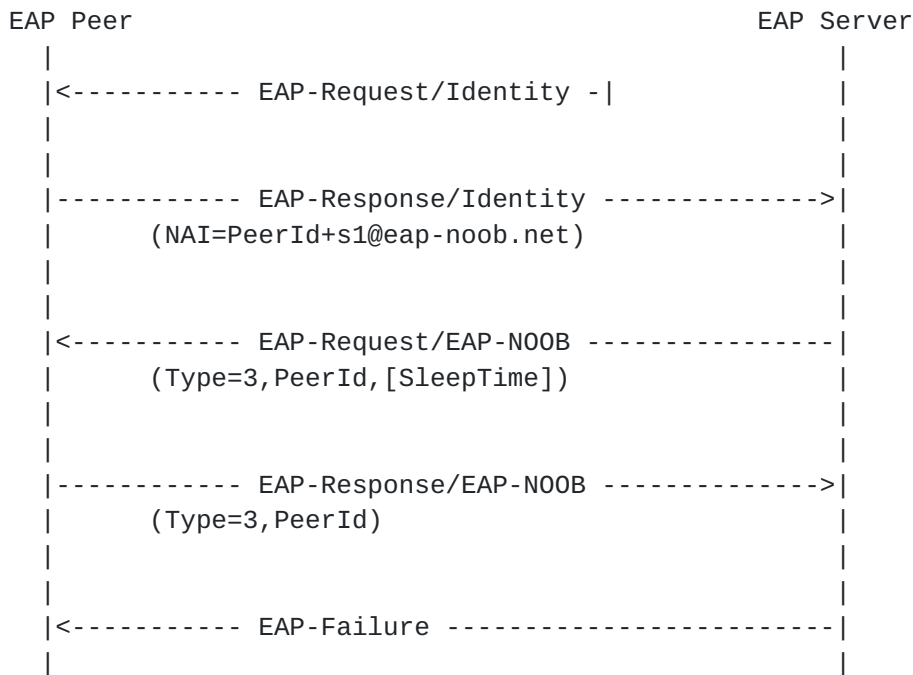 EAP Peer EAP Server
| |
|<----------- EAP-Request/Identity -| |
| |
| |
|------------ EAP-Response/Identity -------------->|
| (NAI=PeerId+s1@eap-noob.net) |
| |
| |
|<----------- EAP-Request/EAP-NOOB ----------------|
| (Type=3,PeerId,[SleepTime]) |
| |
| |
|------------ EAP-Response/EAP-NOOB -------------->|
| (Type=3,PeerId) |
| |
| |
|<----------- EAP-Failure -------------------------|
| |